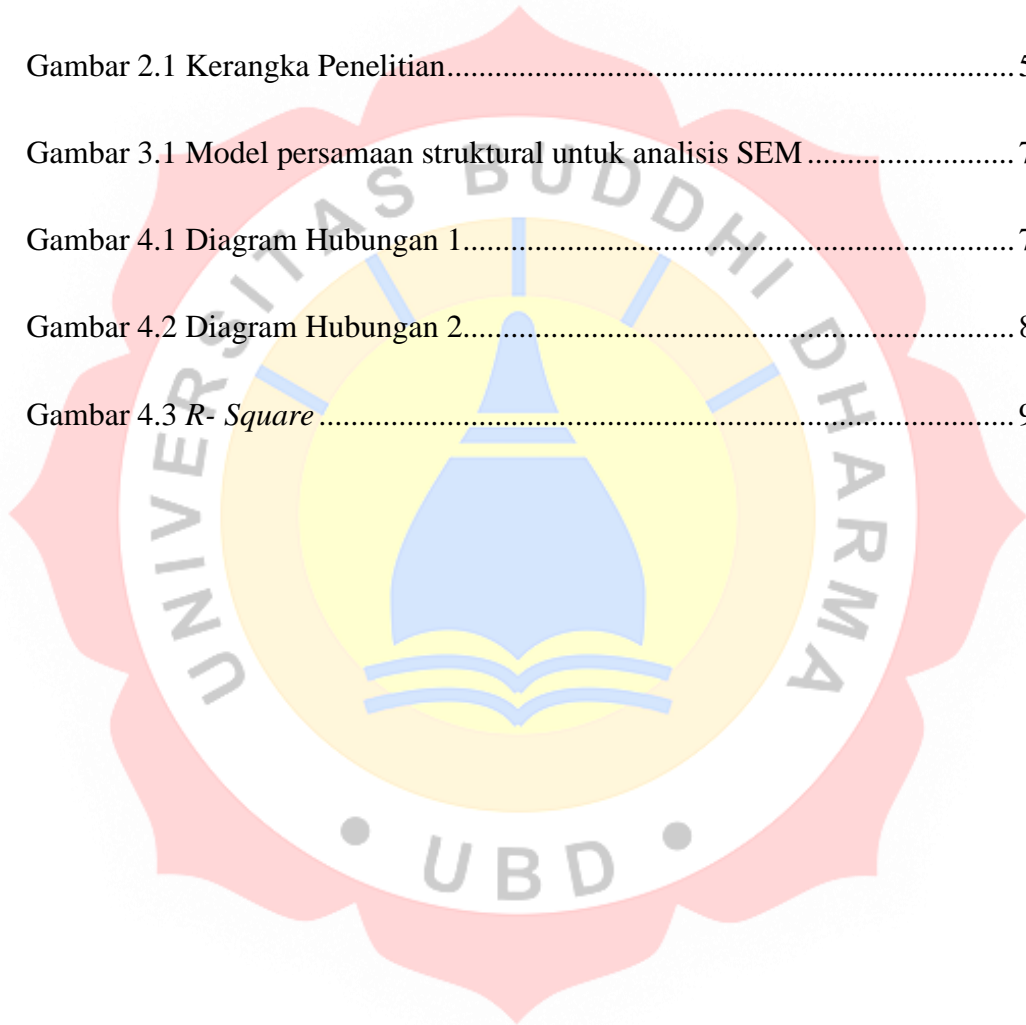 Gambar 2.1 Kerangka Penelitian.......................................................................5
Gambar 3.1 Model persamaan struktural untuk analisis SEM..........................7
Gambar 4.1 Diagram Hubungan 1.....................................................................7
Gambar 4.2 Diagram Hubungan 2.....................................................................8
Gambar 4.3 R- Square.......................................................................................9
UNIVERSITAS BUDDHI DHARMA
• UBD •